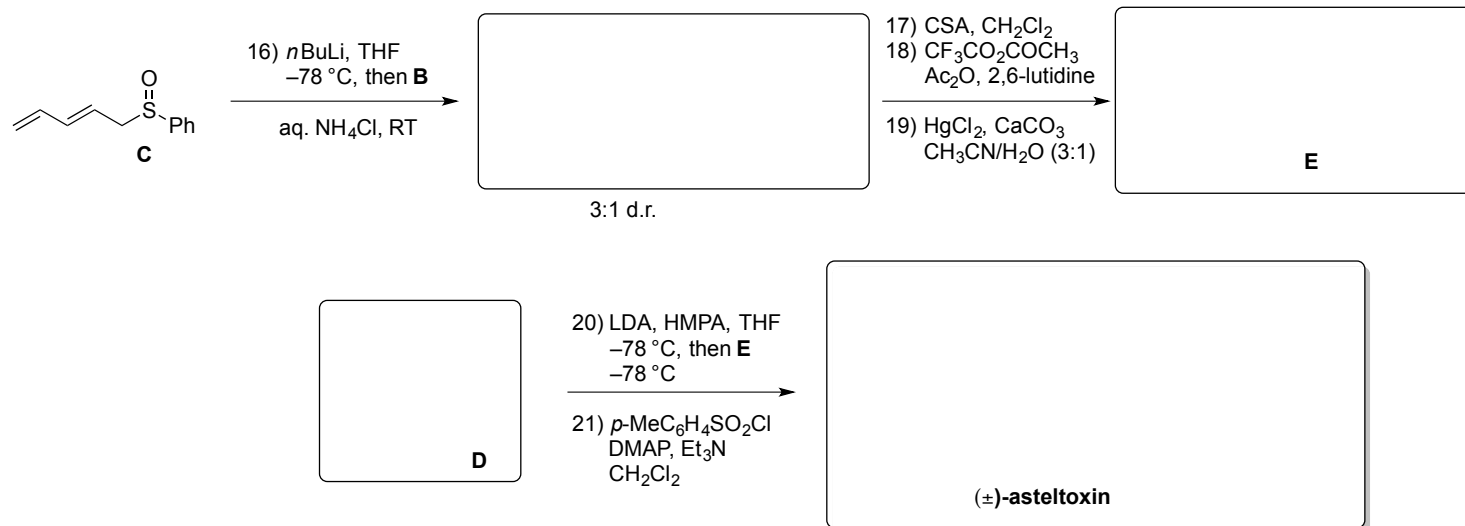 16) nBuLi, THF
–78 °C, then B
aq. NH4Cl, RT
O
S
Ph
C
3:1 d.r.
17) CSA, CH2Cl2
18) CF3CO2COCH3
Ac2O, 2,6-lutidine
19) HgCl2, CaCO3
CH3CN/H2O (3:1)
E
D
20) LDA, HMPA, THF
–78 °C, then E
–78 °C
21) p-MeC6H4SO2Cl
DMAP, Et3N
CH2Cl2
(±)-asteltoxin